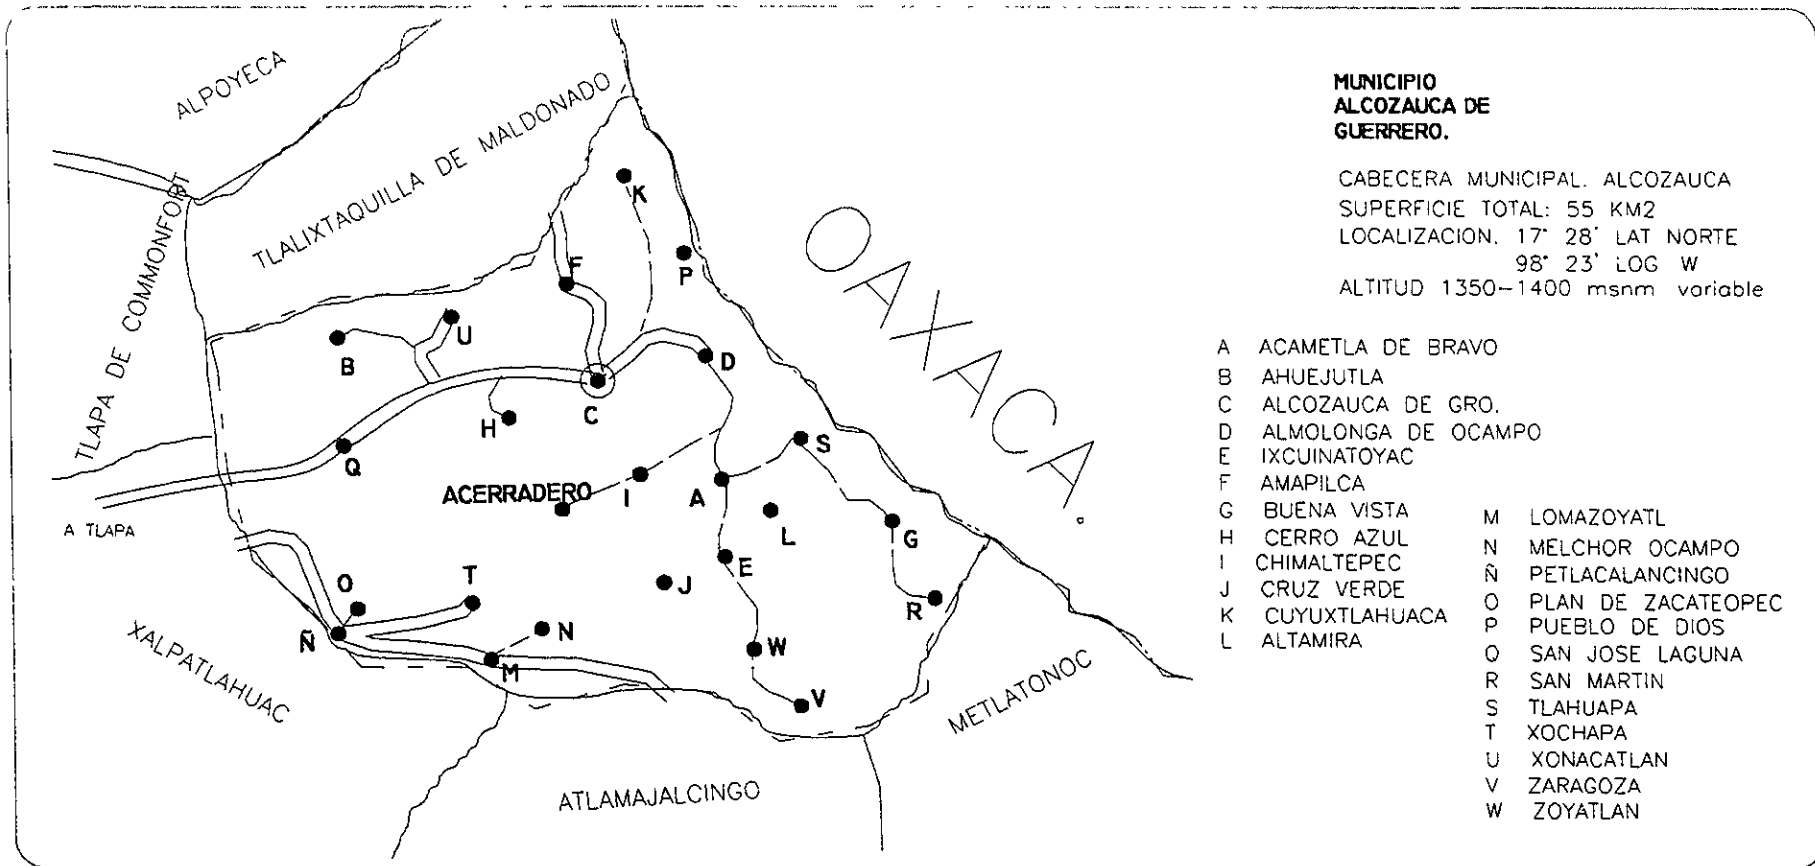 ALPOYECA
TLALIXTAQUILLA DE MALDONADO
TLAPA DE COMMONFORT
OAXACA.
K
P
F
U
B
D
C
H
Q
S
ACERRADERO
I
A
L
G
A TLAPA
E
O
T
J
R
Ñ
N
M
W
V
XALPATLAHUAC
METLATONOC
ATLAMAJALCINGO
MUNICIPIO
ALCOZAUCA DE
GUERRERO.
CABECERA MUNICIPAL. ALCOZAUCA
SUPERFICIE TOTAL: 55 KM2
LOCALIZACION. 17° 28' LAT NORTE
98° 23' LOG W
ALTITUD 1350-1400 msnm variable
A ACAMETLA DE BRAVO
B AHUEJUTLA
C ALCOZAUCA DE GRO.
D ALMOLONGA DE OCAMPO
E IXCUINATOYAC
F AMAPILCA
G BUENA VISTA
H CERRO AZUL
I CHIMALTEPEC
J CRUZ VERDE
K CUYUXTLAHUACA
L ALTAMIRA
M LOMAZOYATL
N MELCHOR OCAMPO
Ñ PETLACALANCINGO
O PLAN DE ZACATEOPEC
P PUEBLO DE DIOS
Q SAN JOSE LAGUNA
R SAN MARTIN
S TLAHUAPA
T XOCHAPA
U XONACATLAN
V ZARAGOZA
W ZOYATLAN